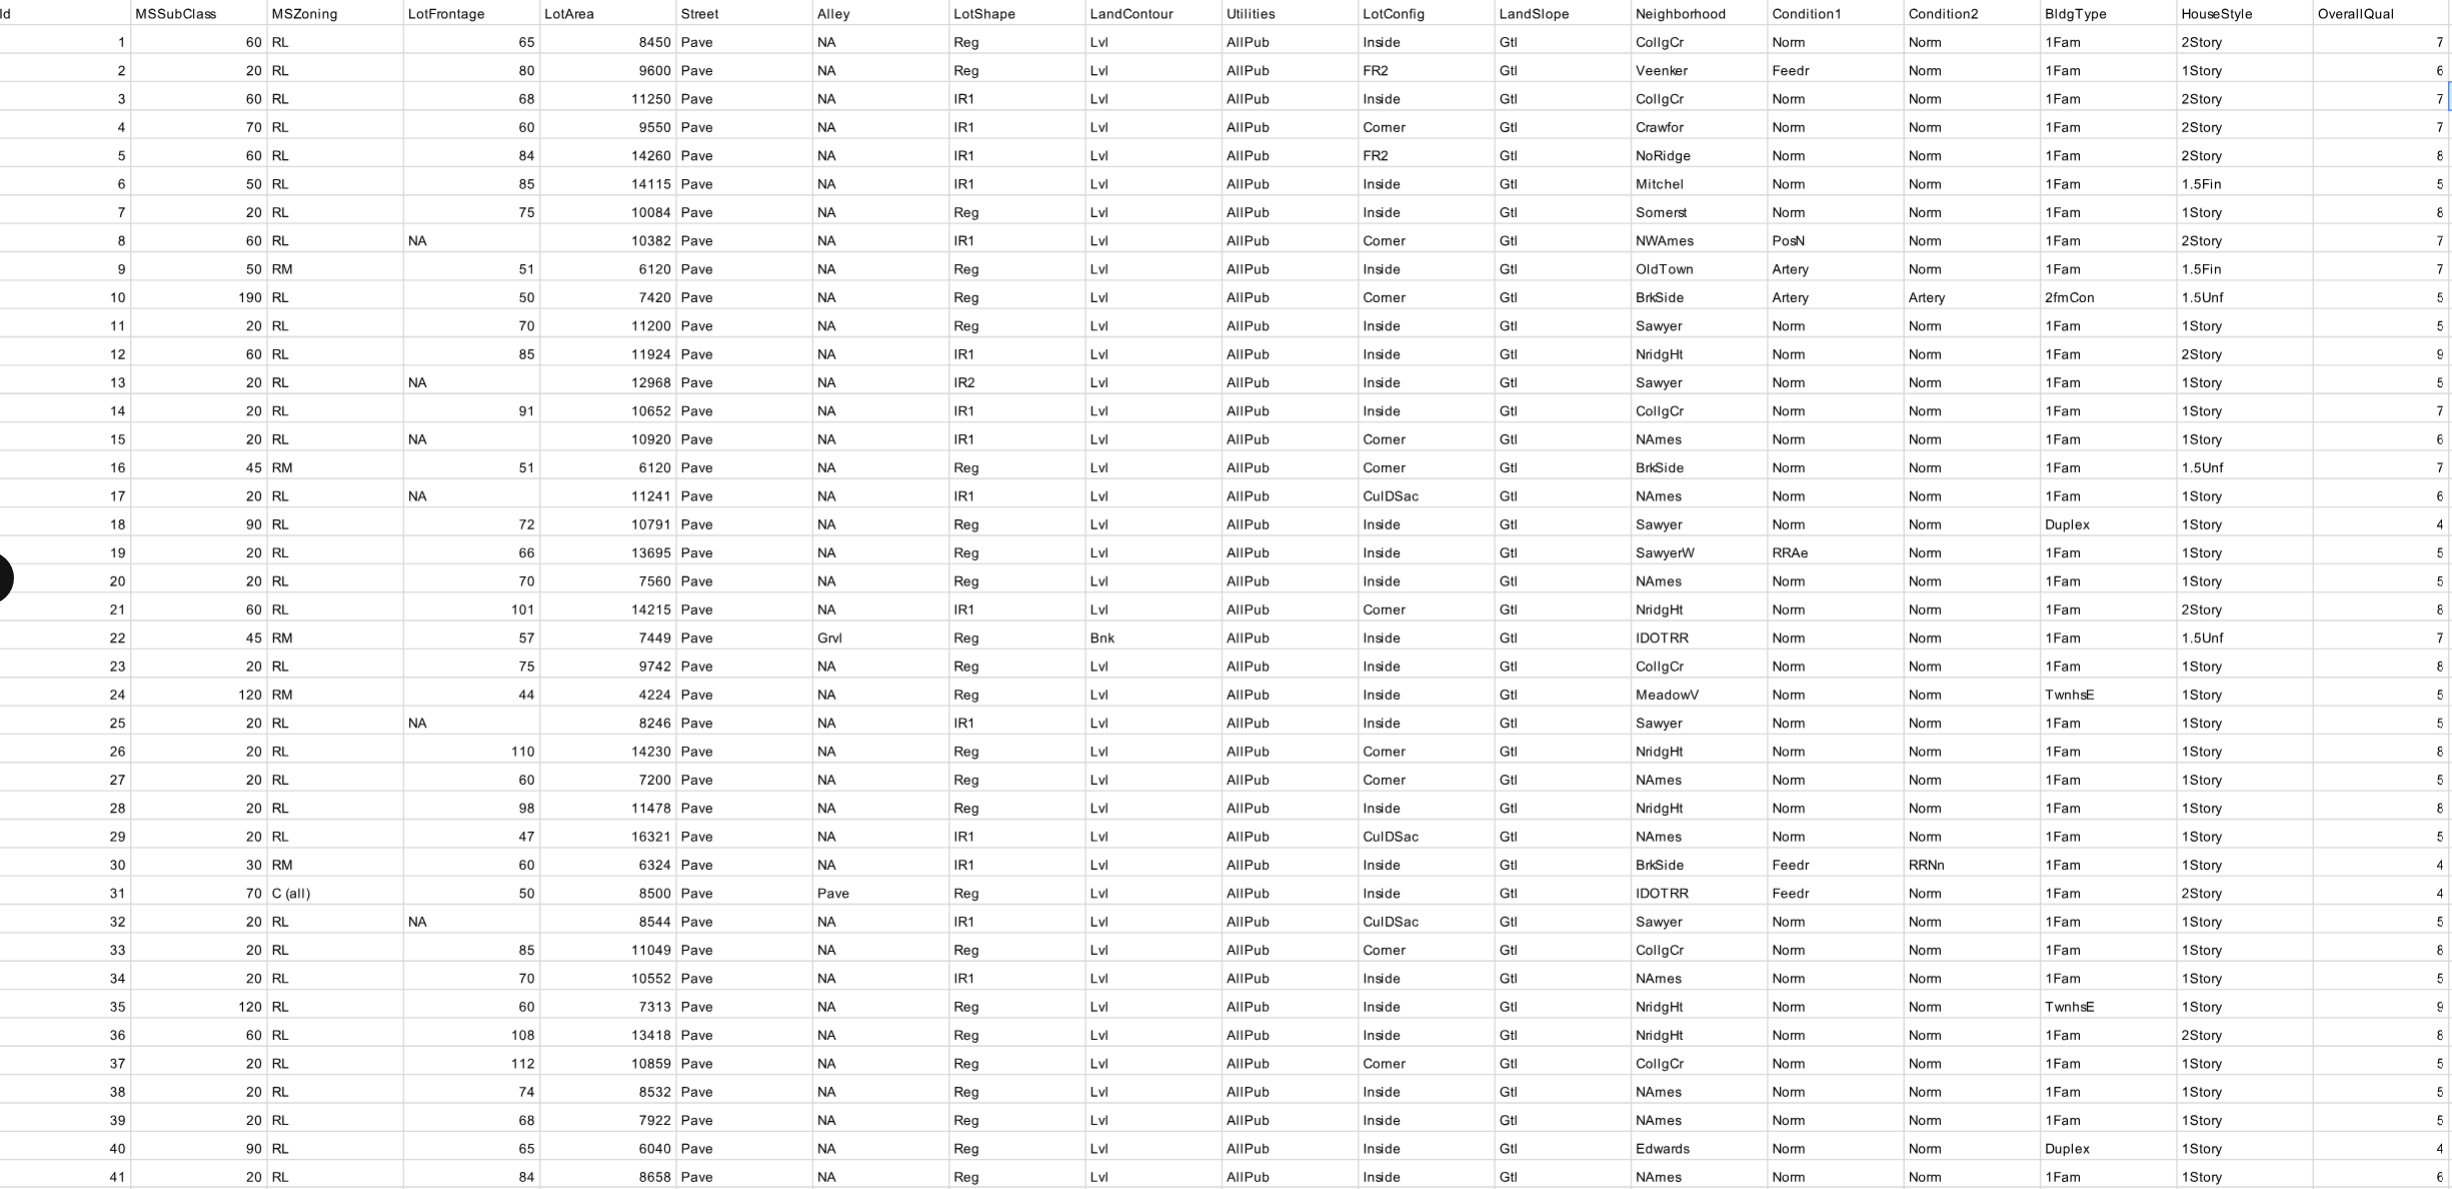 Id MSSubClass MSZoning LotFrontage LotArea Street Alley LotShape LandContour Utilities LotConfig LandSlope Neighborhood Condition1 Condition2 BldgType HouseStyle OverallQual
1 60 RL 65 8450 Pave NA Reg Lvl AllPub Inside Gtl CollgCr Norm Norm 1Fam 2Story 7
2 20 RL 80 9600 Pave NA Reg Lvl AllPub FR2 Gtl Veenker Feedr Norm 1Fam 1Story 6
3 60 RL 68 11250 Pave NA IR1 Lvl AllPub Inside Gtl CollgCr Norm Norm 1Fam 2Story 7
4 70 RL 60 9550 Pave NA IR1 Lvl AllPub Corner Gtl Crawfor Norm Norm 1Fam 2Story 7
5 60 RL 84 14260 Pave NA IR1 Lvl AllPub FR2 Gtl NoRidge Norm Norm 1Fam 2Story 8
6 50 RL 85 14115 Pave NA IR1 Lvl AllPub Inside Gtl Mitchel Norm Norm 1Fam 1.5Fin 5
7 20 RL 75 10084 Pave NA Reg Lvl AllPub Inside Gtl Somerst Norm Norm 1Fam 1Story 8
8 60 RL NA 10382 Pave NA IR1 Lvl AllPub Corner Gtl NWAmes PosN Norm 1Fam 2Story 7
9 50 RM 51 6120 Pave NA Reg Lvl AllPub Inside Gtl OldTown Artery Norm 1Fam 1.5Fin 7
10 190 RL 50 7420 Pave NA Reg Lvl AllPub Corner Gtl BrkSide Artery Artery 2fmCon 1.5Unf 5
11 20 RL 70 11200 Pave NA Reg Lvl AllPub Inside Gtl Sawyer Norm Norm 1Fam 1Story 5
12 60 RL 85 11924 Pave NA IR1 Lvl AllPub Inside Gtl NridgHt Norm Norm 1Fam 2Story 9
13 20 RL NA 12968 Pave NA IR2 Lvl AllPub Inside Gtl Sawyer Norm Norm 1Fam 1Story 5
14 20 RL 91 10652 Pave NA IR1 Lvl AllPub Inside Gtl CollgCr Norm Norm 1Fam 1Story 7
15 20 RL NA 10920 Pave NA IR1 Lvl AllPub Corner Gtl NAmes Norm Norm 1Fam 1Story 6
16 45 RM 51 6120 Pave NA Reg Lvl AllPub Corner Gtl BrkSide Norm Norm 1Fam 1.5Unf 7
17 20 RL NA 11241 Pave NA IR1 Lvl AllPub CulDSac Gtl NAmes Norm Norm 1Fam 1Story 6
18 90 RL 72 10791 Pave NA Reg Lvl AllPub Inside Gtl Sawyer Norm Norm Duplex 1Story 4
19 20 RL 66 13695 Pave NA Reg Lvl AllPub Inside Gtl SawyerW RRAe Norm 1Fam 1Story 5
20 20 RL 70 7560 Pave NA Reg Lvl AllPub Inside Gtl NAmes Norm Norm 1Fam 1Story 5
21 60 RL 101 14215 Pave NA IR1 Lvl AllPub Corner Gtl NridgHt Norm Norm 1Fam 2Story 8
22 45 RM 57 7449 Pave Grvl Reg Bnk AllPub Inside Gtl IDOTRR Norm Norm 1Fam 1.5Unf 7
23 20 RL 75 9742 Pave NA Reg Lvl AllPub Inside Gtl CollgCr Norm Norm 1Fam 1Story 8
24 120 RM 44 4224 Pave NA Reg Lvl AllPub Inside Gtl MeadowV Norm Norm TwnhsE 1Story 5
25 20 RL NA 8246 Pave NA IR1 Lvl AllPub Inside Gtl Sawyer Norm Norm 1Fam 1Story 5
26 20 RL 110 14230 Pave NA Reg Lvl AllPub Corner Gtl NridgHt Norm Norm 1Fam 1Story 8
27 20 RL 60 7200 Pave NA Reg Lvl AllPub Corner Gtl NAmes Norm Norm 1Fam 1Story 5
28 20 RL 98 11478 Pave NA Reg Lvl AllPub Inside Gtl NridgHt Norm Norm 1Fam 1Story 8
29 20 RL 47 16321 Pave NA IR1 Lvl AllPub CulDSac Gtl NAmes Norm Norm 1Fam 1Story 5
30 30 RM 60 6324 Pave NA IR1 Lvl AllPub Inside Gtl BrkSide Feedr RRNn 1Fam 1Story 4
31 70 C (all) 50 8500 Pave Pave Reg Lvl AllPub Inside Gtl IDOTRR Feedr Norm 1Fam 2Story 4
32 20 RL NA 8544 Pave NA IR1 Lvl AllPub CulDSac Gtl Sawyer Norm Norm 1Fam 1Story 5
33 20 RL 85 11049 Pave NA Reg Lvl AllPub Corner Gtl CollgCr Norm Norm 1Fam 1Story 8
34 20 RL 70 10552 Pave NA IR1 Lvl AllPub Inside Gtl NAmes Norm Norm 1Fam 1Story 5
35 120 RL 60 7313 Pave NA Reg Lvl AllPub Inside Gtl NridgHt Norm Norm TwnhsE 1Story 9
36 60 RL 108 13418 Pave NA Reg Lvl AllPub Inside Gtl NridgHt Norm Norm 1Fam 2Story 8
37 20 RL 112 10859 Pave NA Reg Lvl AllPub Corner Gtl CollgCr Norm Norm 1Fam 1Story 5
38 20 RL 74 8532 Pave NA Reg Lvl AllPub Inside Gtl NAmes Norm Norm 1Fam 1Story 5
39 20 RL 68 7922 Pave NA Reg Lvl AllPub Inside Gtl NAmes Norm Norm 1Fam 1Story 5
40 90 RL 65 6040 Pave NA Reg Lvl AllPub Inside Gtl Edwards Norm Norm Duplex 1Story 4
41 20 RL 84 8658 Pave NA Reg Lvl AllPub Inside Gtl NAmes Norm Norm 1Fam 1Story 6